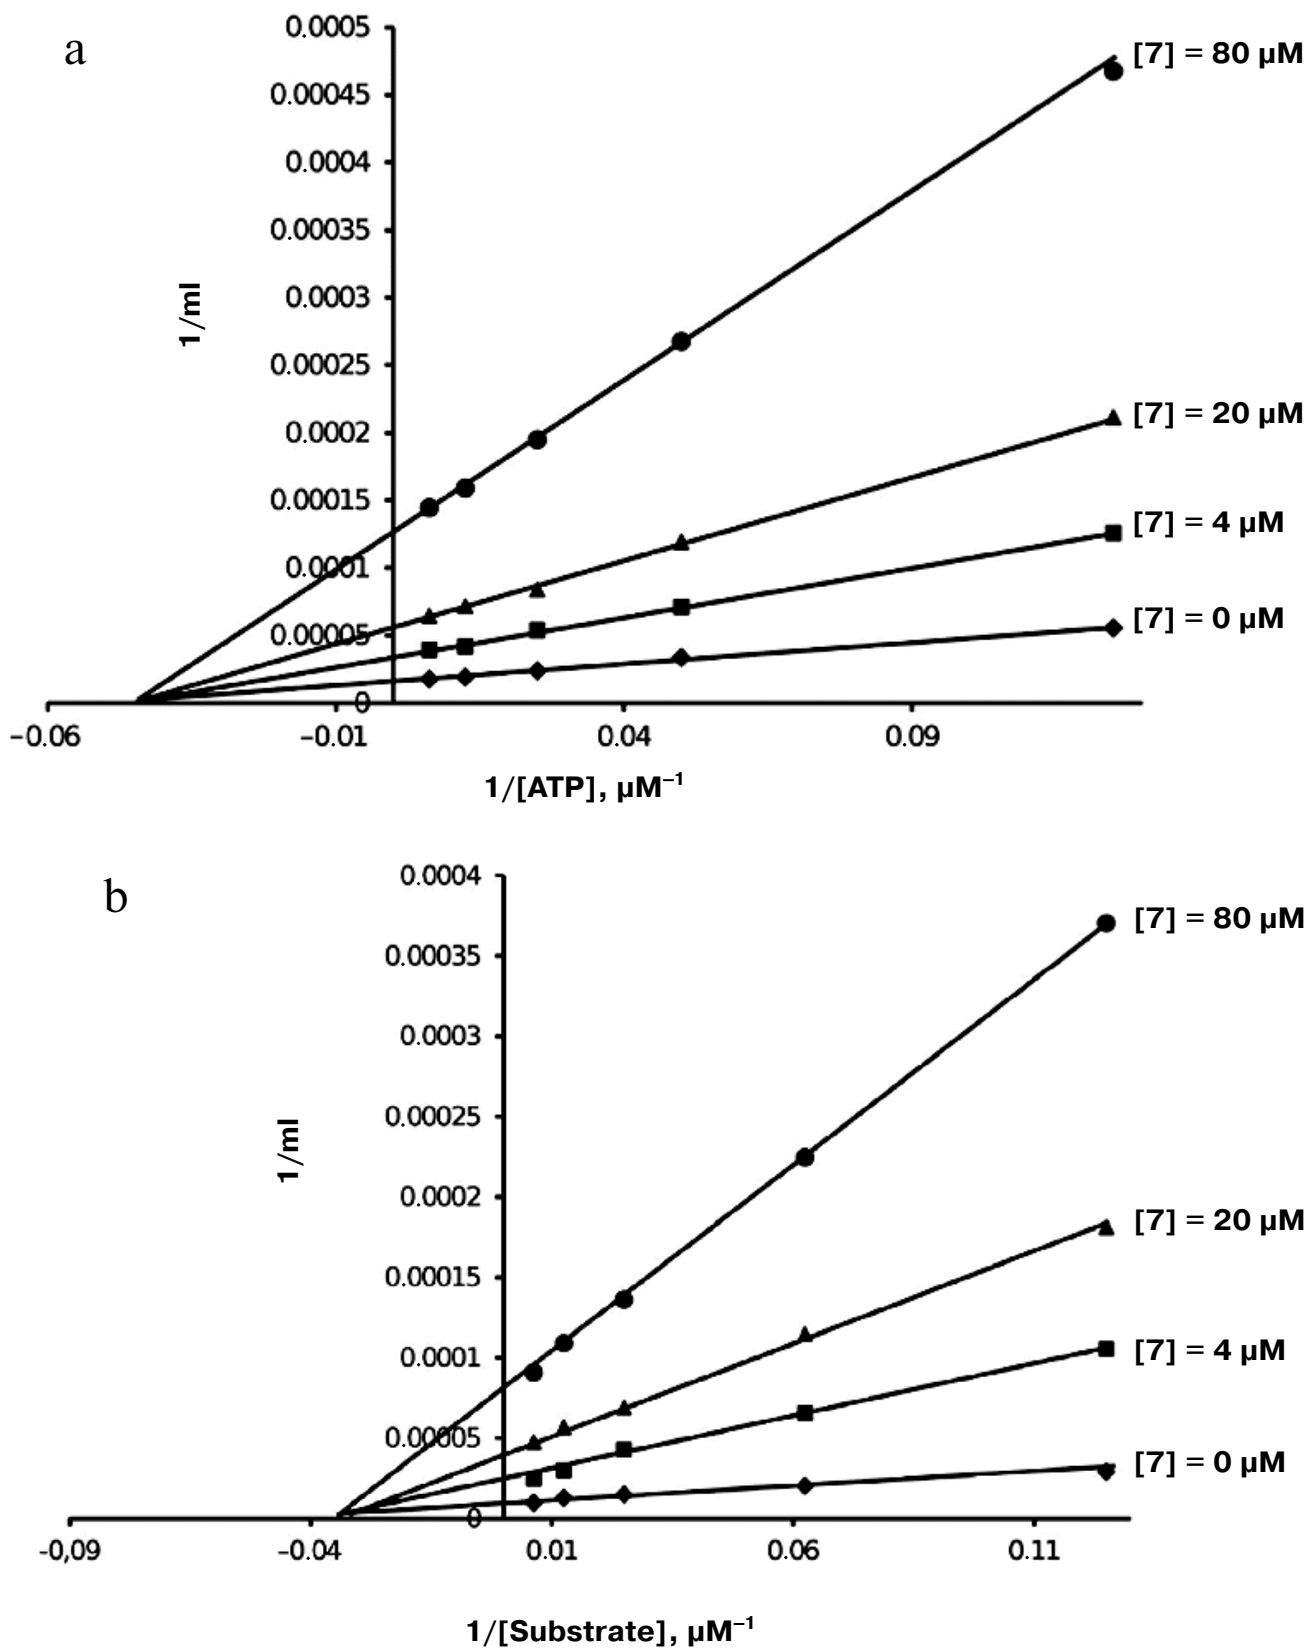 a
0.0005
[7] = 80 µM
0.00045
0.0004
0.00035
0.0003
1/ml
0.00025
0.0002
[7] = 20 µM
0.00015
[7] = 4 µM
0.0001
0.00005
[7] = 0 µM
0
−0.06
−0.01
0.04
0.09
1/[ATP], µM⁻¹
b
0.0004
[7] = 80 µM
0.00035
0.0003
0.00025
1/ml
0.0002
[7] = 20 µM
0.00015
0.0001
[7] = 4 µM
0.00005
[7] = 0 µM
0
-0,09
−0.04
0.01
0.06
0.11
1/[Substrate], µM⁻¹